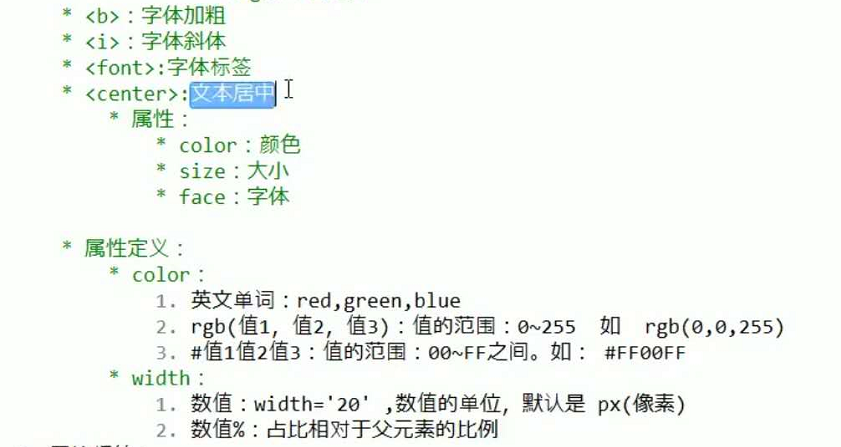 * <b>：字体加粗
* <i>：字体斜体
* <font>:字体标签
* <center>:文本居中
* 属性：
* color：颜色
* size：大小
* face：字体
* 属性定义：
* color：
1. 英文单词：red,green,blue
2. rgb(值1, 值2, 值3)：值的范围：0~255 如 rgb(0,0,255)
3. #值1值2值3：值的范围：00~FF之间。如： #FF00FF
* width：
1. 数值：width='20' ,数值的单位, 默认是 px(像素)
2. 数值%：占比相对于父元素的比例